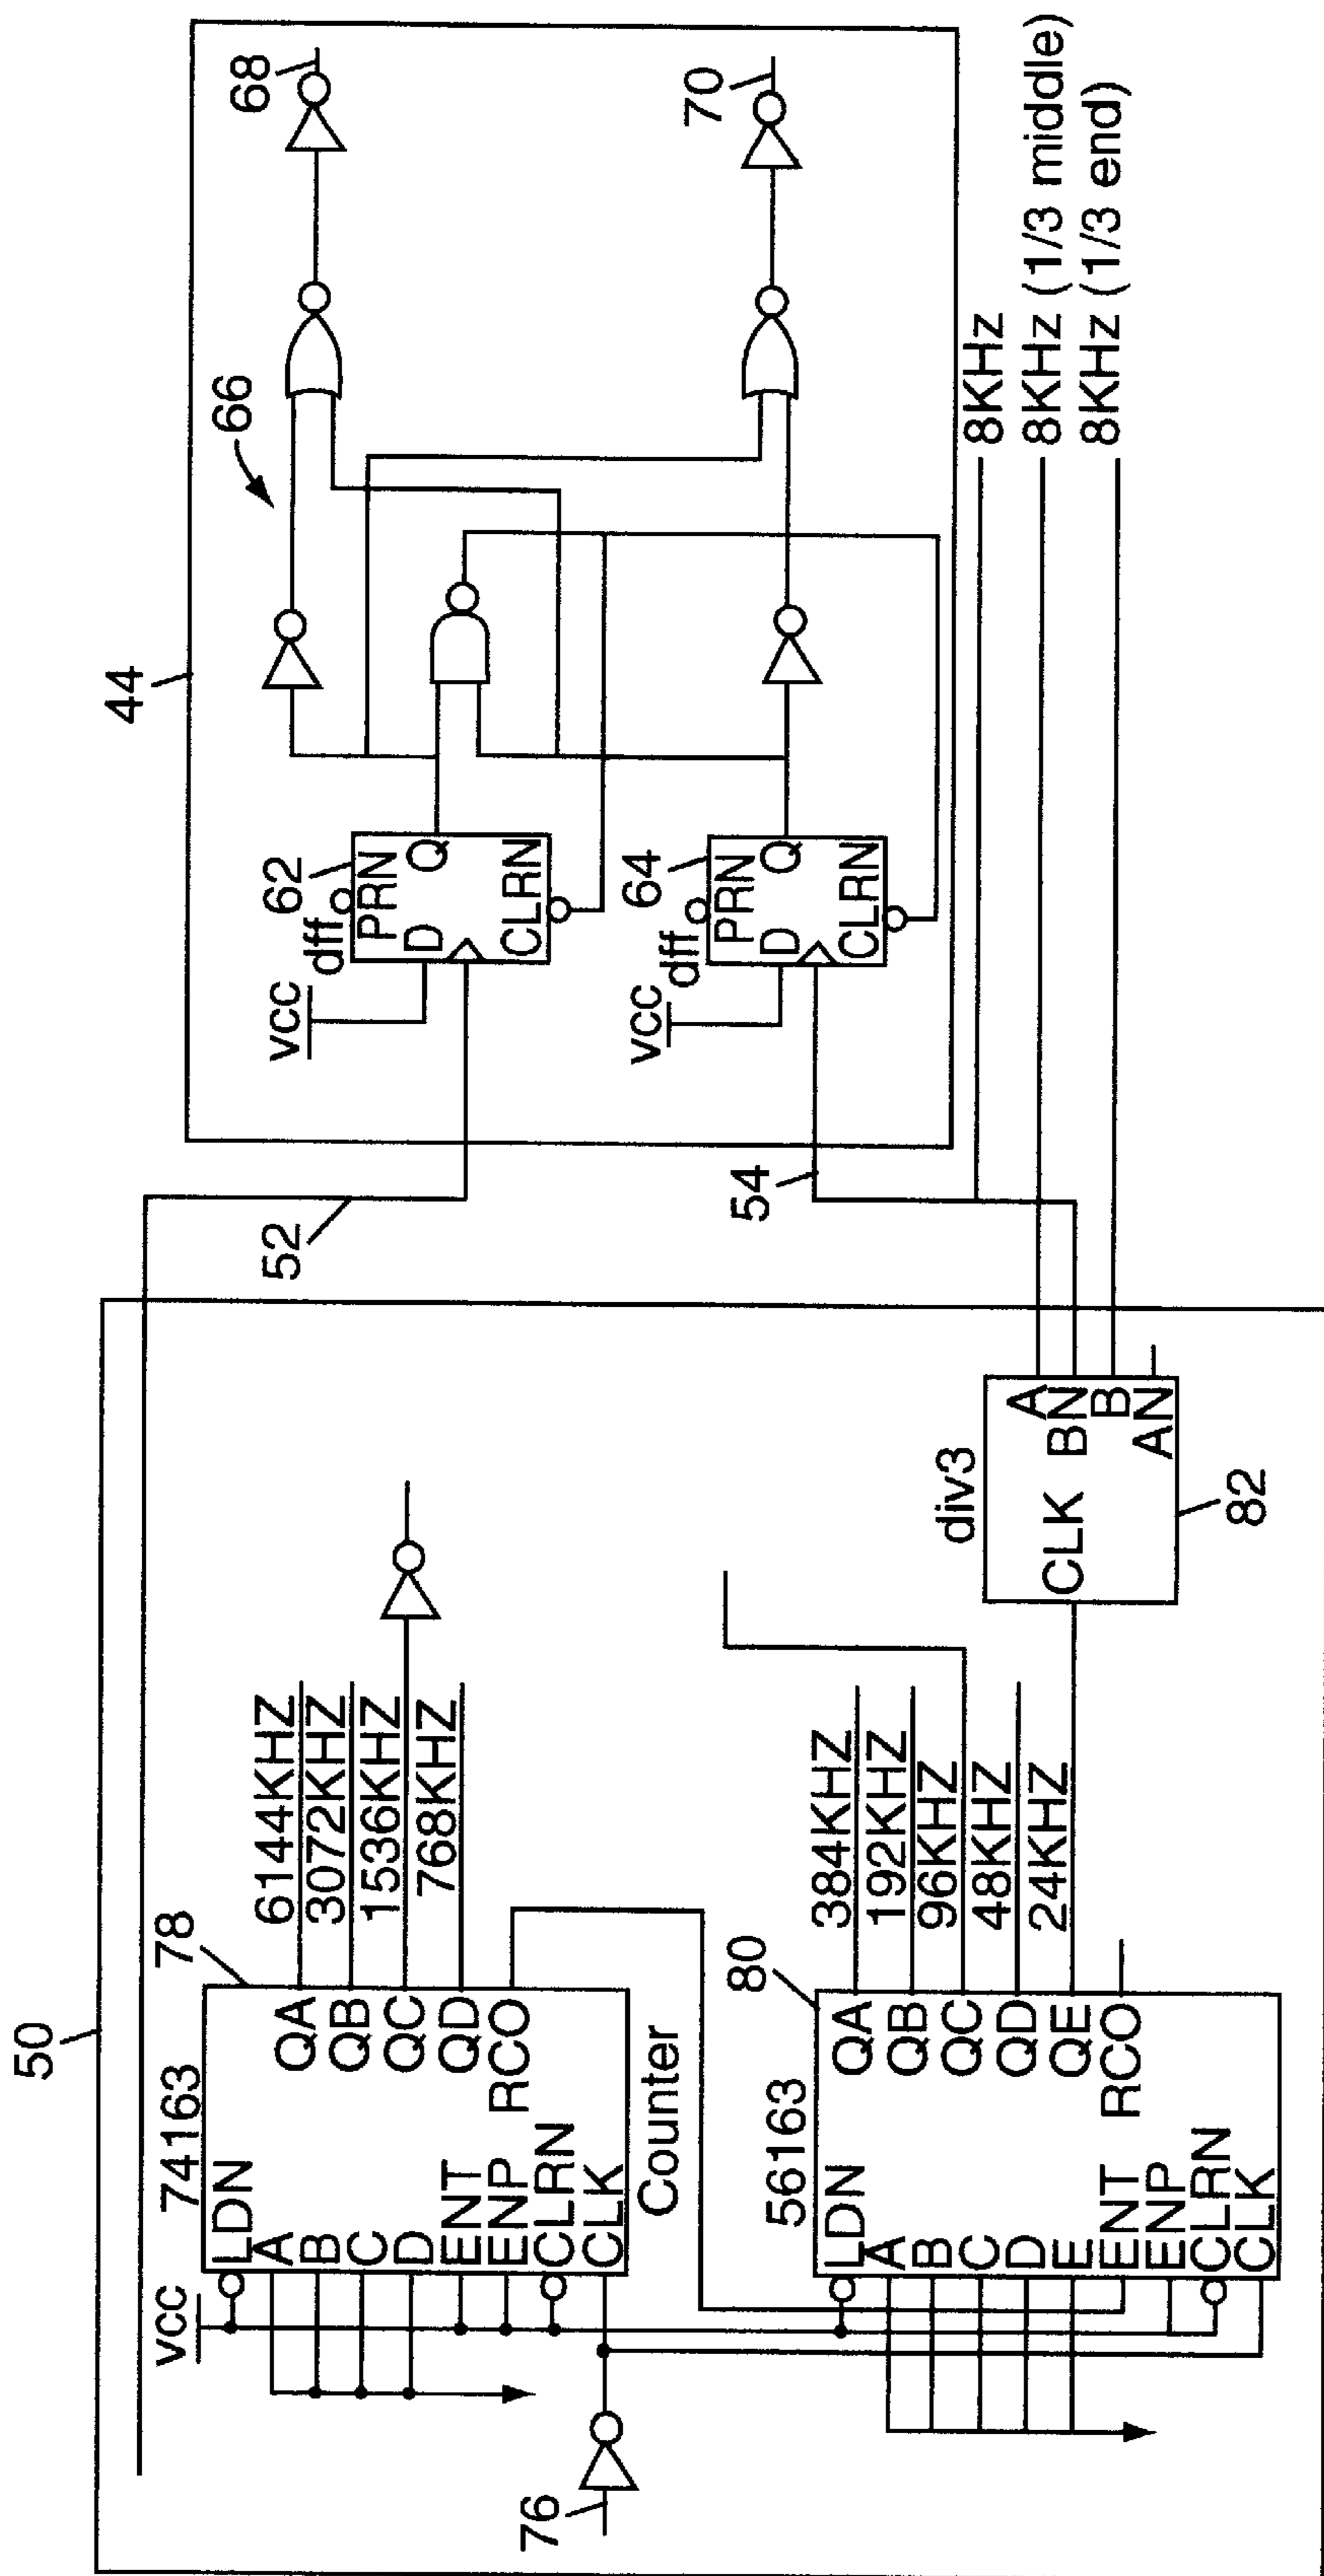 50
vcc
74163
78
LDN
A
B
C
D
ENT
ENP
CLRN
CLK
QA
QB
QC
QD
RCO
6144KHZ
3072KHZ
1536KHZ
768KHZ
Counter
76
56163
80
LDN
A
B
C
D
E
ENT
ENP
CLRN
CLK
QA
QB
QC
QD
QE
RCO
384KHZ
192KHZ
96KHZ
48KHZ
24KHZ
div3
CLK
A
BN
B
AN
82
52
54
44
vcc
dff
62
PRN
D
Q
CLRN
vcc
dff
64
PRN
D
Q
CLRN
66
68
70
8KHz
8KHz (1/3 middle)
8KHz (1/3 end)